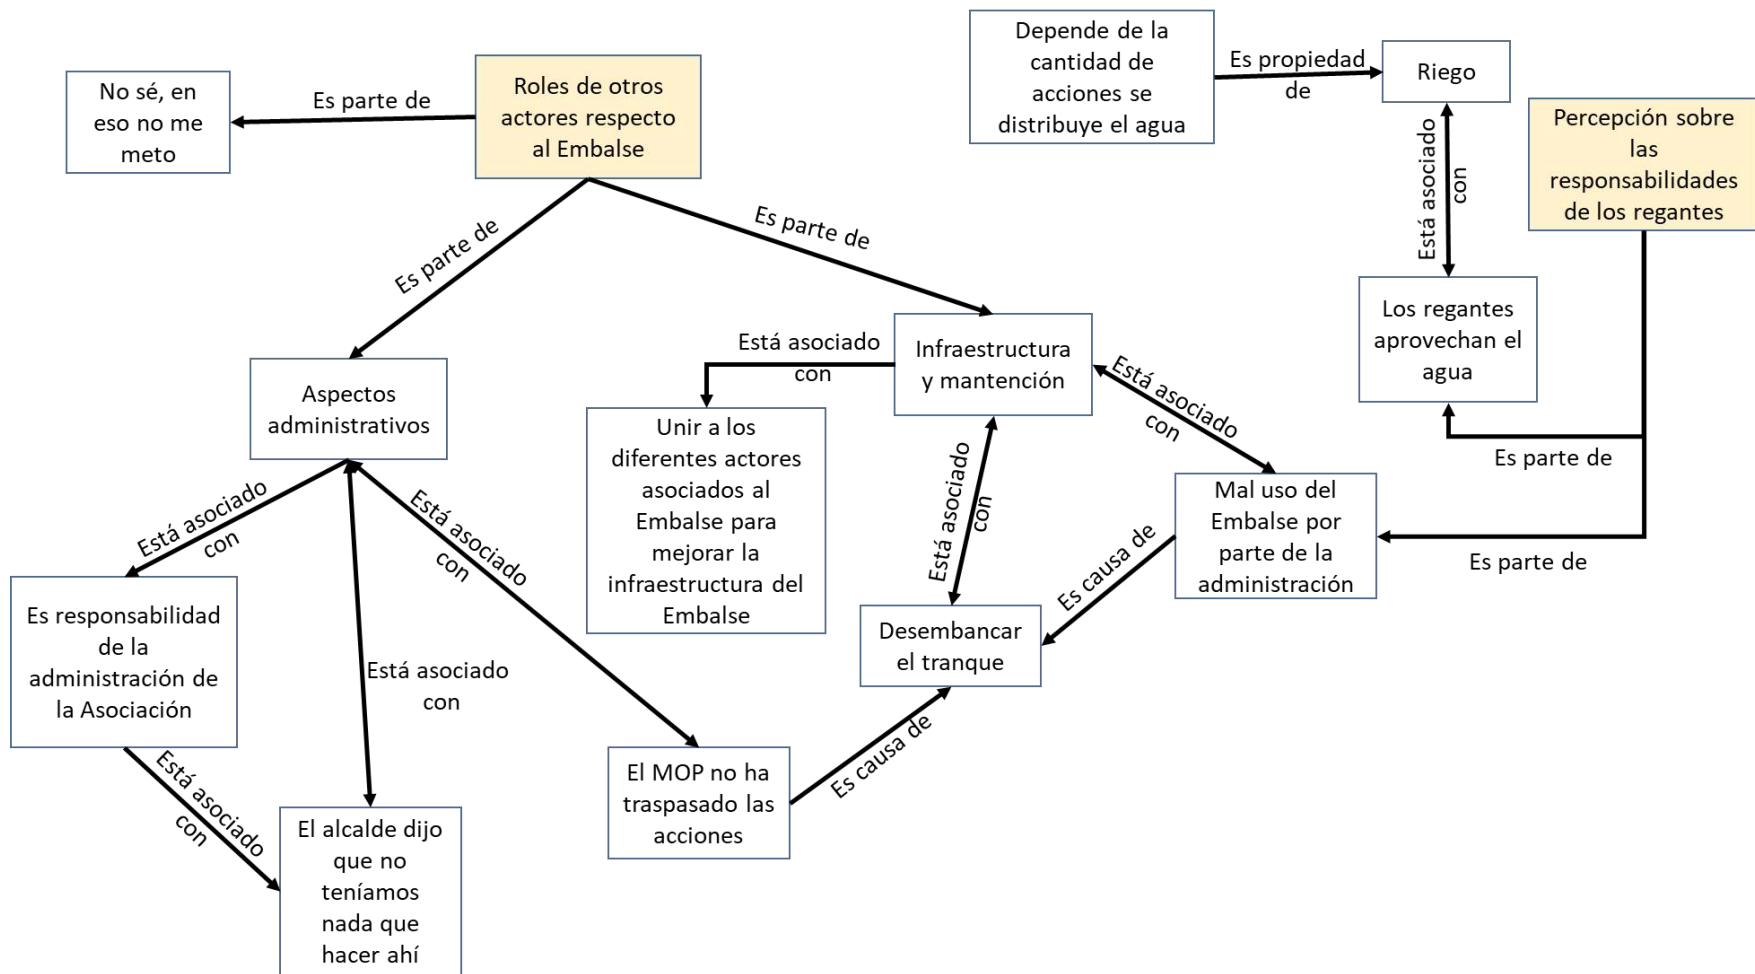 No sé, en
eso no me
meto
Es parte de
Roles de otros
actores respecto
al Embalse
Depende de la
cantidad de
acciones se
distribuye el agua
Es propiedad
de
Riego
Percepción sobre
las
responsabilidades
de los regantes
Está asociado
con
Es parte de
Es parte de
Los regantes
aprovechan el
agua
Es parte de
Aspectos
administrativos
Está asociado
con
Infraestructura
y mantención
Está asociado
con
Unir a los
diferentes actores
asociados al
Embalse para
mejorar la
infraestructura del
Embalse
Está asociado
con
Mal uso del
Embalse por
parte de la
administración
Es parte de
Está asociado
con
Está asociado
con
Es causa de
Es responsabilidad
de la
administración de
la Asociación
Está asociado
con
Desembancar
el tranque
Está asociado
con
El MOP no ha
traspasado las
acciones
Es causa de
El alcalde dijo
que no
teníamos
nada que
hacer ahí